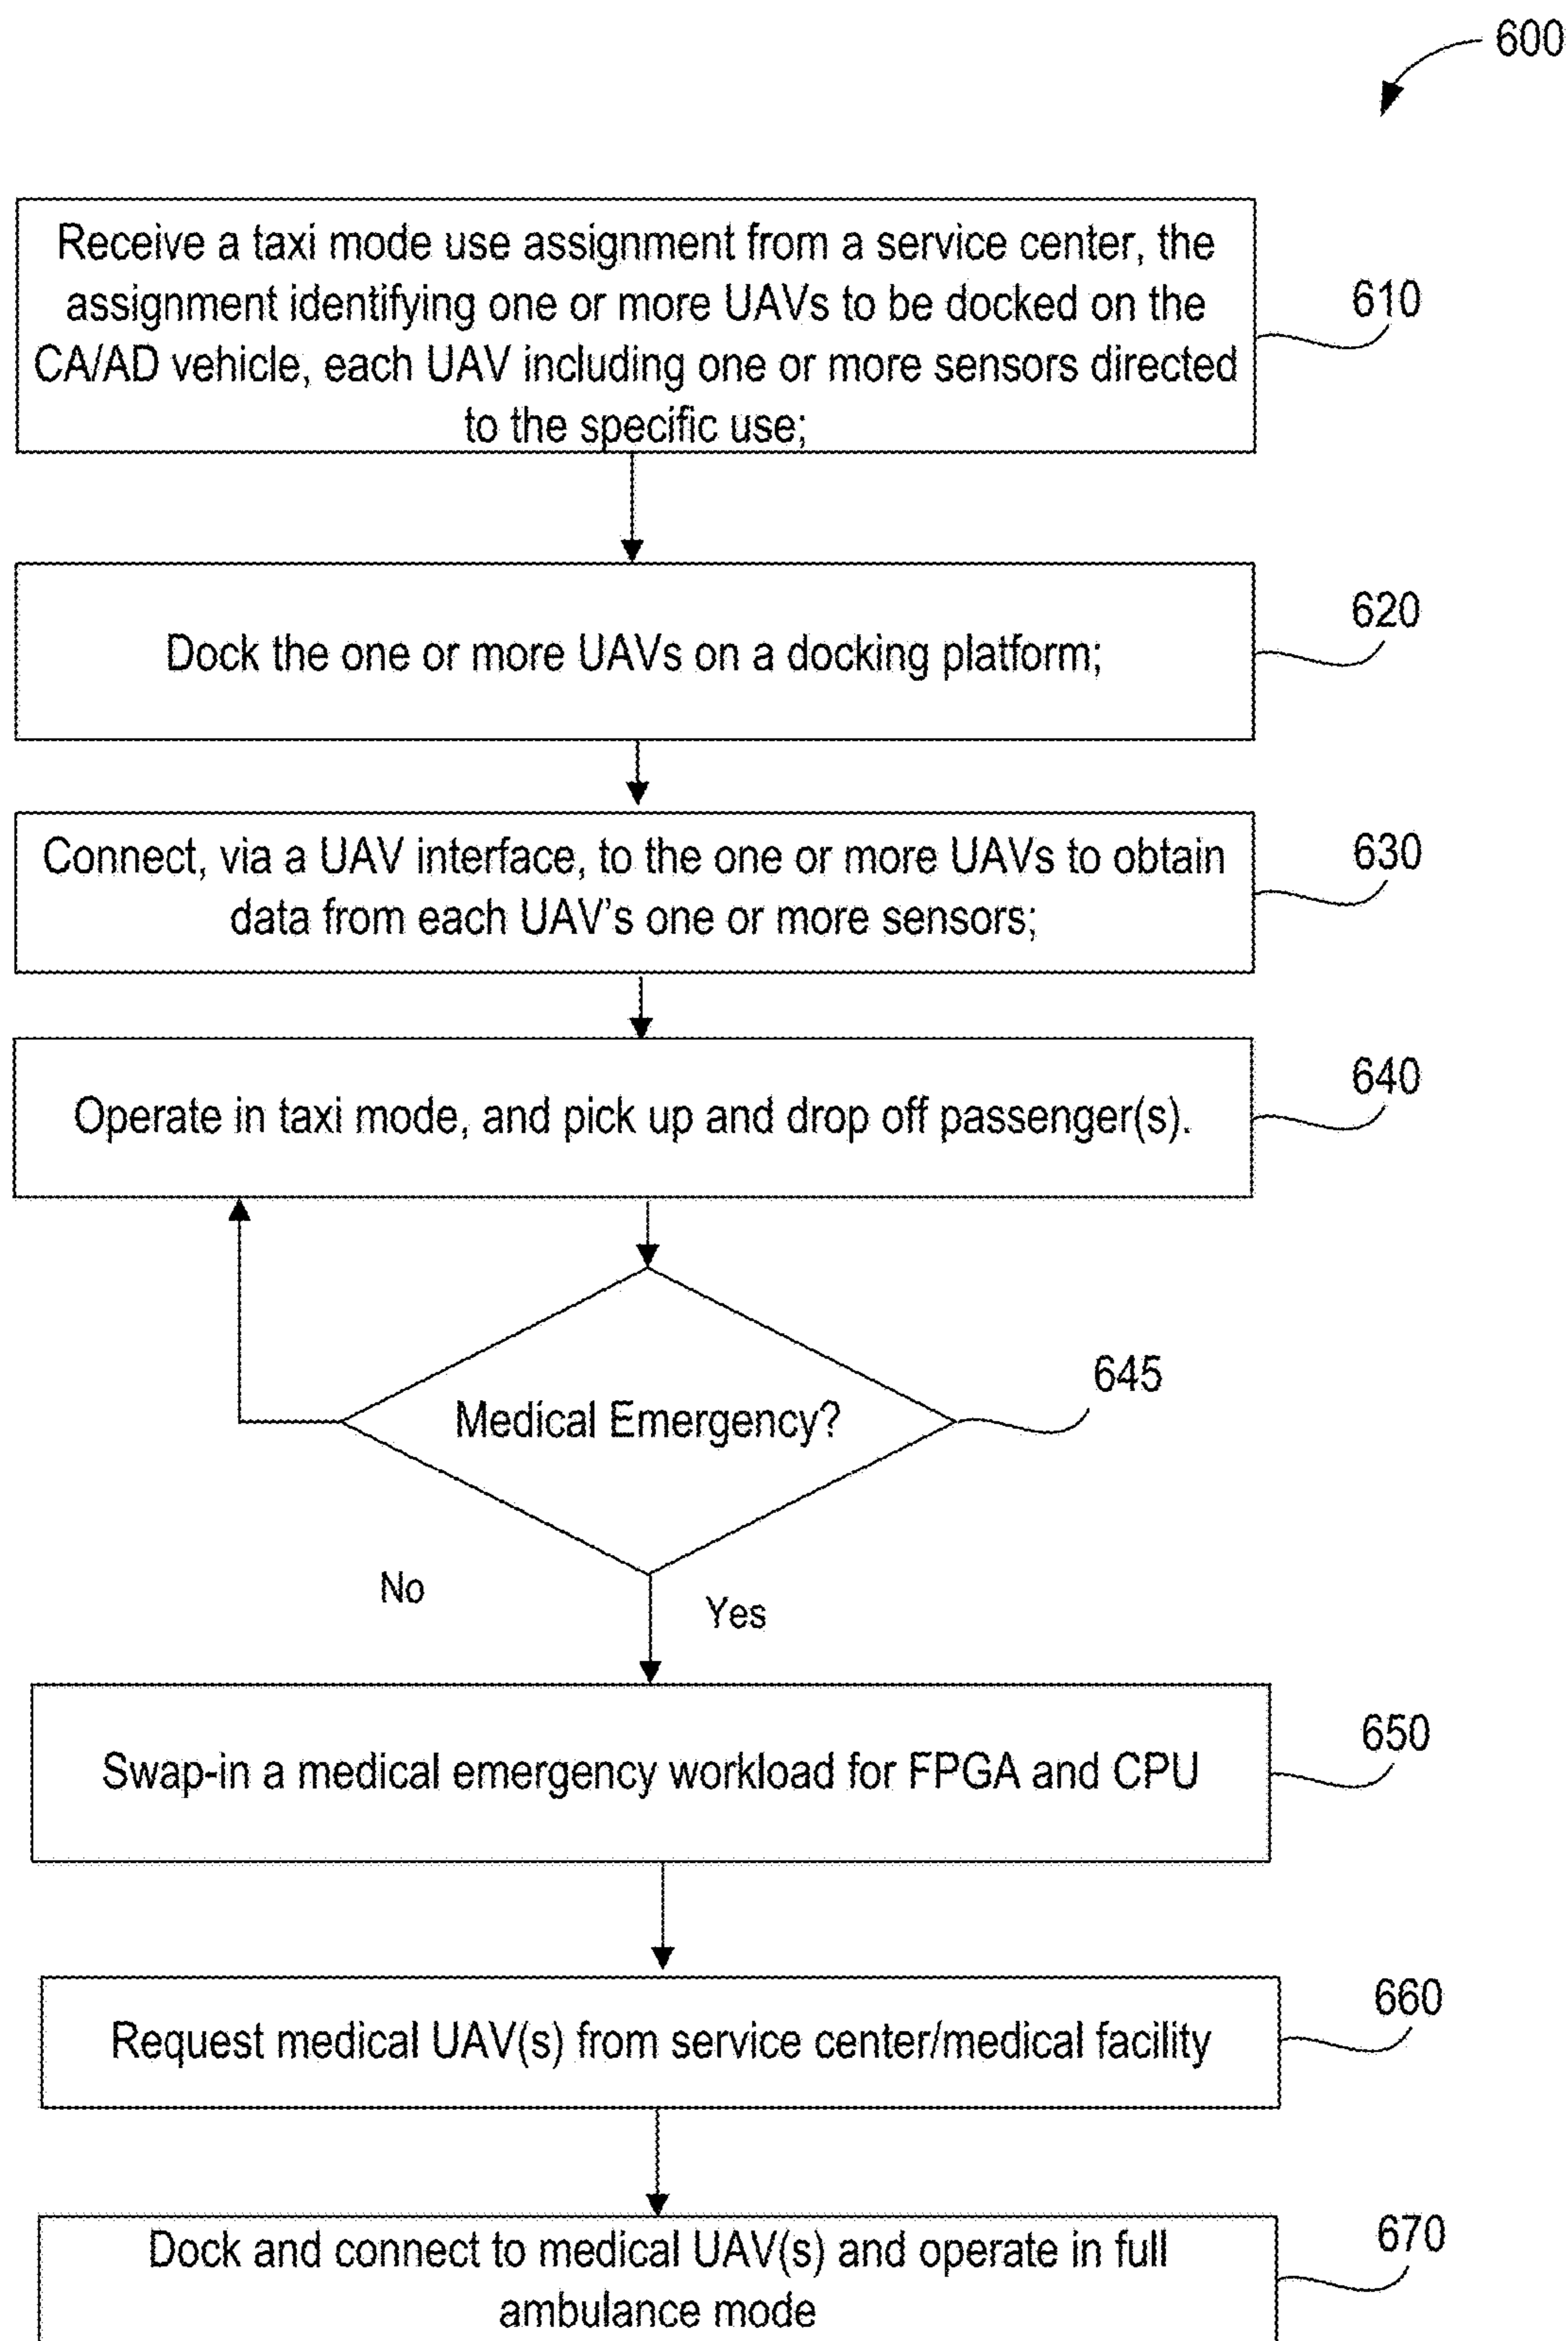 600
Receive a taxi mode use assignment from a service center, the
assignment identifying one or more UAVs to be docked on the
CA/AD vehicle, each UAV including one or more sensors directed
to the specific use;
610
Dock the one or more UAVs on a docking platform;
620
Connect, via a UAV interface, to the one or more UAVs to obtain
data from each UAV's one or more sensors;
630
Operate in taxi mode, and pick up and drop off passenger(s).
640
Medical Emergency?
645
No
Yes
Swap-in a medical emergency workload for FPGA and CPU
650
Request medical UAV(s) from service center/medical facility
660
Dock and connect to medical UAV(s) and operate in full
ambulance mode
670